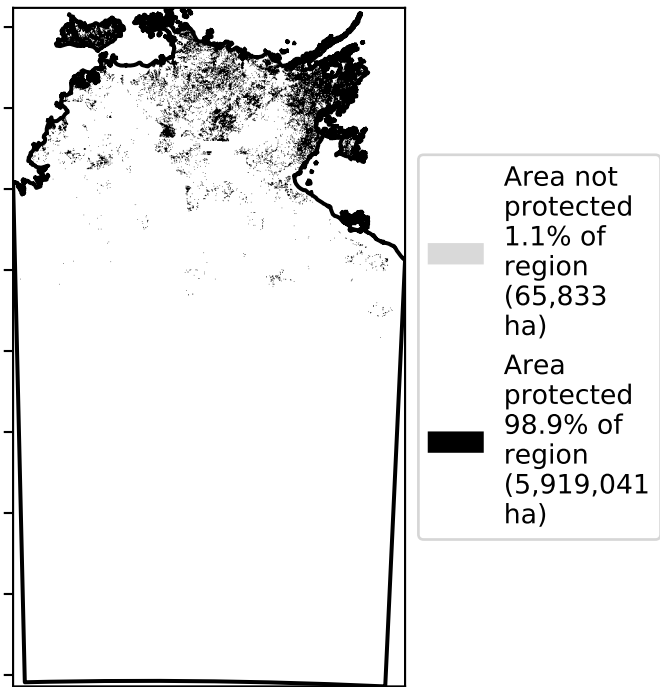 Area not
protected
1.1% of
region
(65,833
ha)
Area
protected
98.9% of
region
(5,919,041
ha)